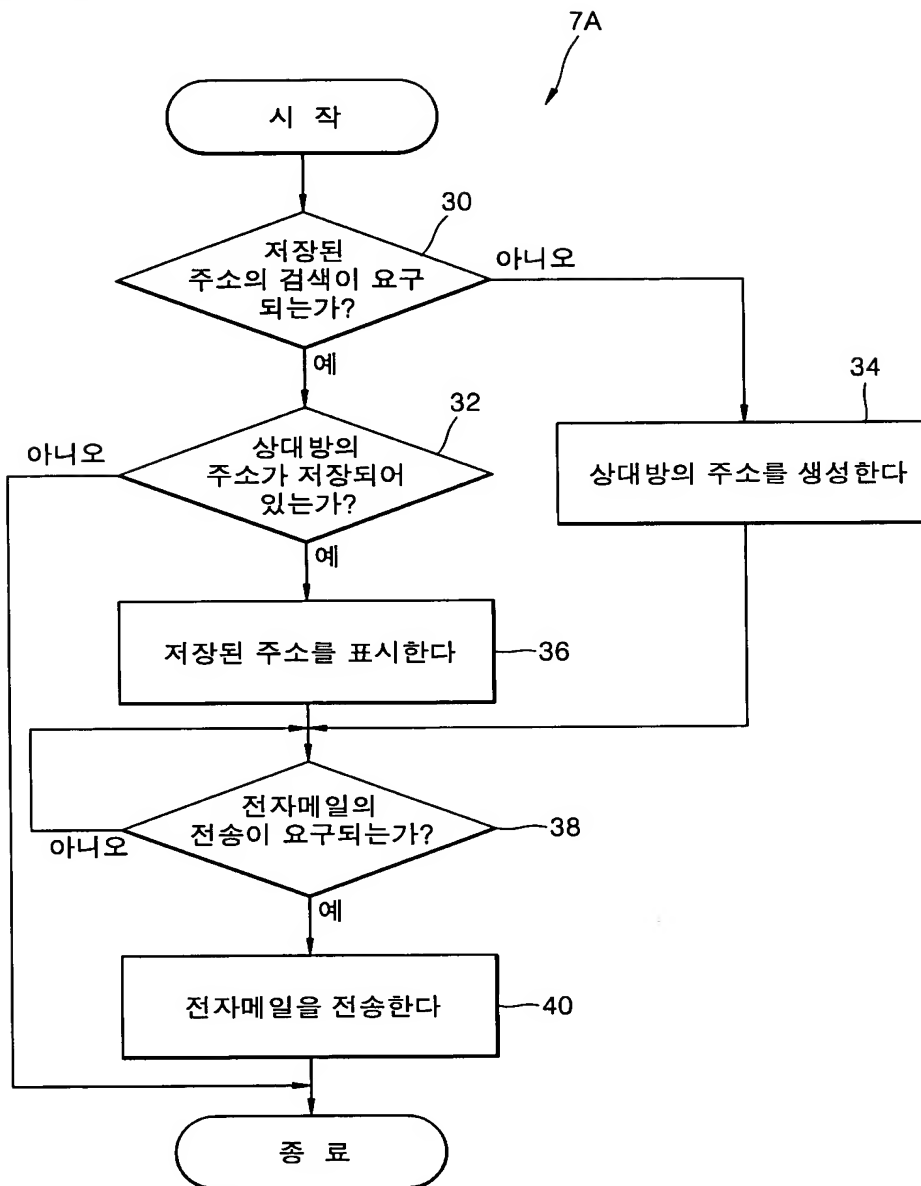 7A
시 작
30
저장된
주소의 검색이 요구
되는가?
아니오
예
34
상대방의 주소를 생성한다
32
상대방의
주소가 저장되어
있는가?
아니오
예
저장된 주소를 표시한다
36
전자메일의
전송이 요구되는가?
38
아니오
예
전자메일을 전송한다
40
종 료